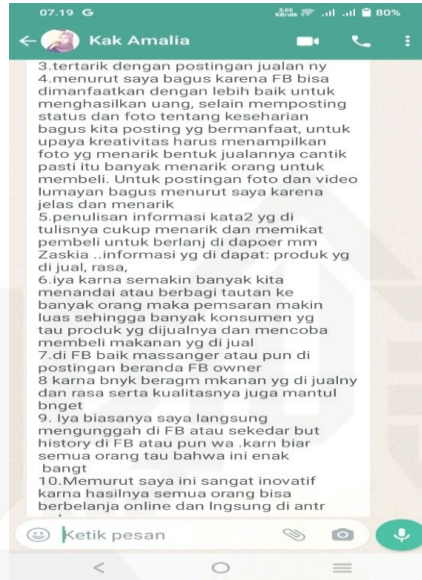 07.19 G
80%
Kak Amalia
3.tertarik dengan postingan jualan ny
4.menurut saya bagus karena FB bisa
dimanfaatkan dengan lebih baik untuk
menghasilkan uang, selain memposting
status dan foto tentang keseharian
bagus kita posting yg bermanfaat, untuk
upaya kreativitas harus menampilkan
foto yg menarik bentuk jualannya cantik
pasti itu banyak menarik orang untuk
membeli. Untuk postingan foto dan video
lumayan bagus menurut saya karena
jelas dan menarik
5.penulisan informasi kata2 yg di
tulisnya cukup menarik dan memikat
pembeli untuk berlanj di dapoer mm
Zaskia ..informasi yg di dapat: produk yg
di jual, rasa,
6.iya karna semakin banyak kita
menandai atau berbagi tautan ke
banyak orang maka pemsaran makin
luas sehingga banyak konsumen yg
tau produk yg dijualnya dan mencoba
membeli makanan yg di jual
7.di FB baik massanger atau pun di
postingan beranda FB owner
8 karna bnyk beragm mkanan yg di jualny
dan rasa serta kualitasnya juga mantul
bnget
9. Iya biasanya saya langsung
mengunggah di FB atau sekedar but
history di FB atau pun wa .karn biar
semua orang tau bahwa ini enak
bangt
10.Memurut saya ini sangat inovatif
karna hasilnya semua orang bisa
berbelanja online dan lngsung di antr
Ketik pesan